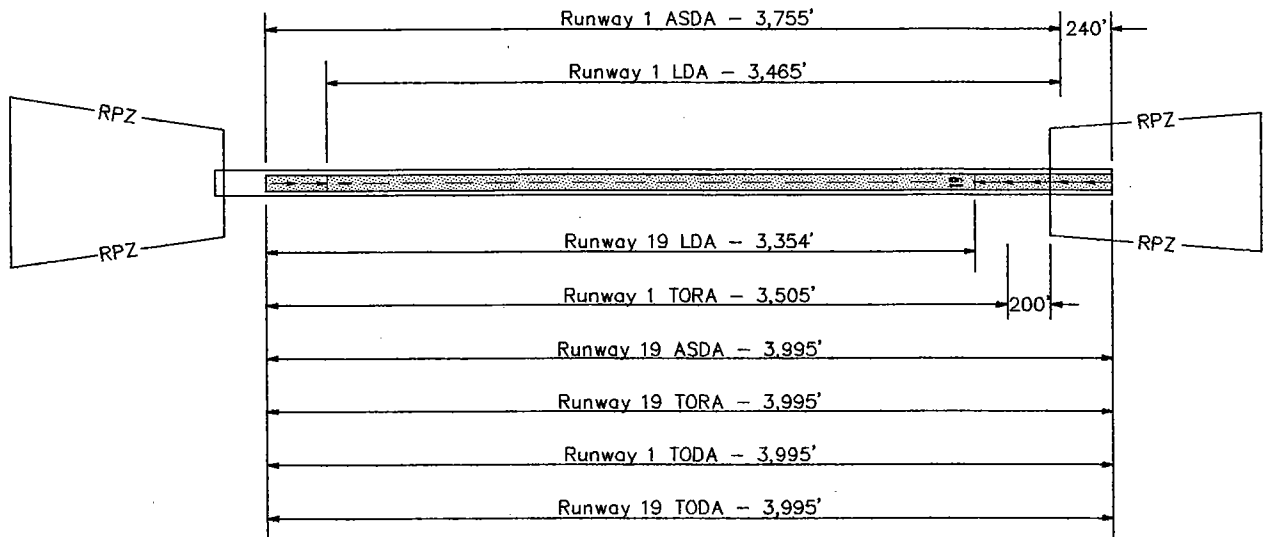 Runway 1 ASDA – 3,755'
240'
Runway 1 LDA – 3,465'
RPZ
RPZ
19
RPZ
RPZ
Runway 19 LDA – 3,354'
Runway 1 TORA – 3,505'
200'
Runway 19 ASDA – 3,995'
Runway 19 TORA – 3,995'
Runway 1 TODA – 3,995'
Runway 19 TODA – 3,995'